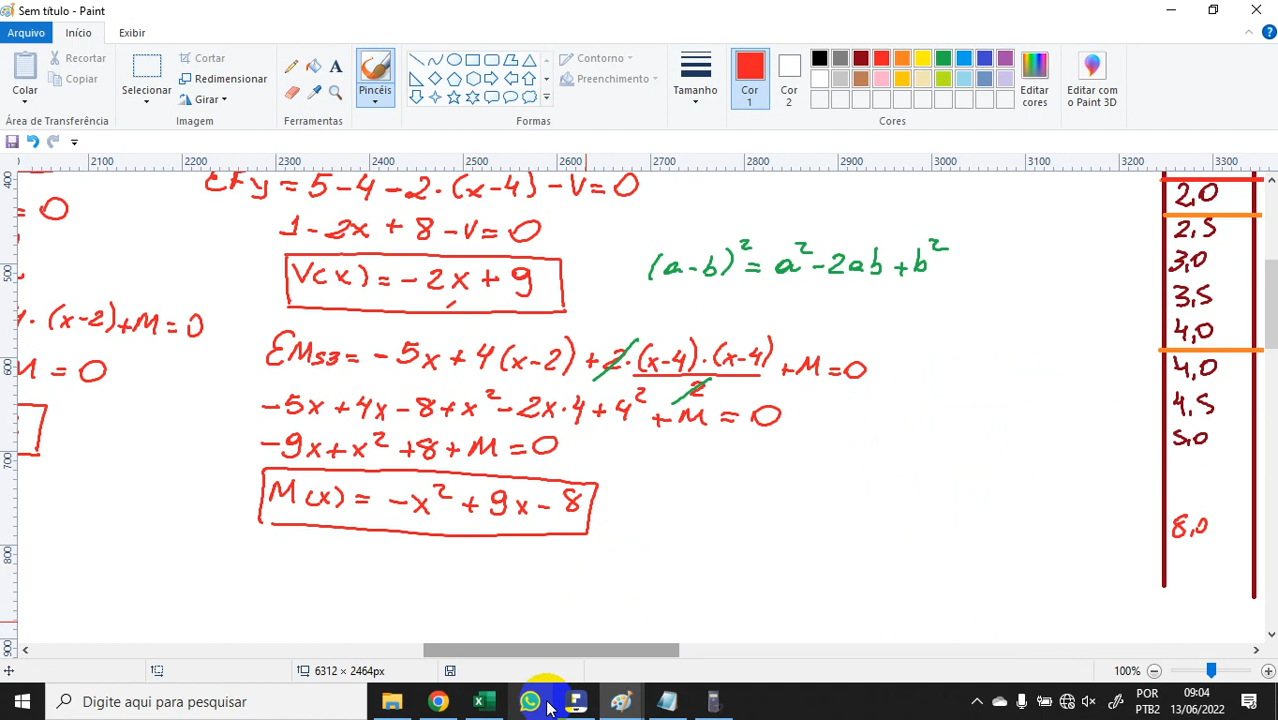 Sem título - Paint
Arquivo Início Exibir
Colar
Recortar
Copiar
Área de Transferência
Selecionar
Cortar
Redimensionar
Girar
Imagem
Ferramentas
Pincéis
Contorno
Preenchimento
Formas
Tamanho
Cor 1
Cor 2
Editar cores
Cores
Editar com o Paint 3D
2100 2200 2300 2400 2500 2600 2700 2800 2900 3000 3100 3200 3300
400
500
600
700
800
900
= 0
. (x-2)+M=0
M = 0
ΣFy = 5-4-2.(x-4)-V=0
1-2x+8-V=0
V(x)=-2x+9
(a-b)²=a²-2ab+b²
ΣMS3=-5x+4(x-2)+2.(x-4).(x-4)+M=0
2
-5x+4x-8+x²-2x.4+4²+M=0
-9x+x²+8+M=0
M(x)=-x²+9x-8
2,0
2,5
3,0
3,5
4,0
4,0
4,5
5,0
8,0
6312 × 2464px
100%
Digite aqui para pesquisar
POR
PTB2
09:04
13/06/2022